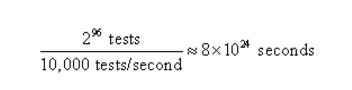 2⁹⁶ tests
10,000 tests/second ≈ 8×10²⁴ seconds